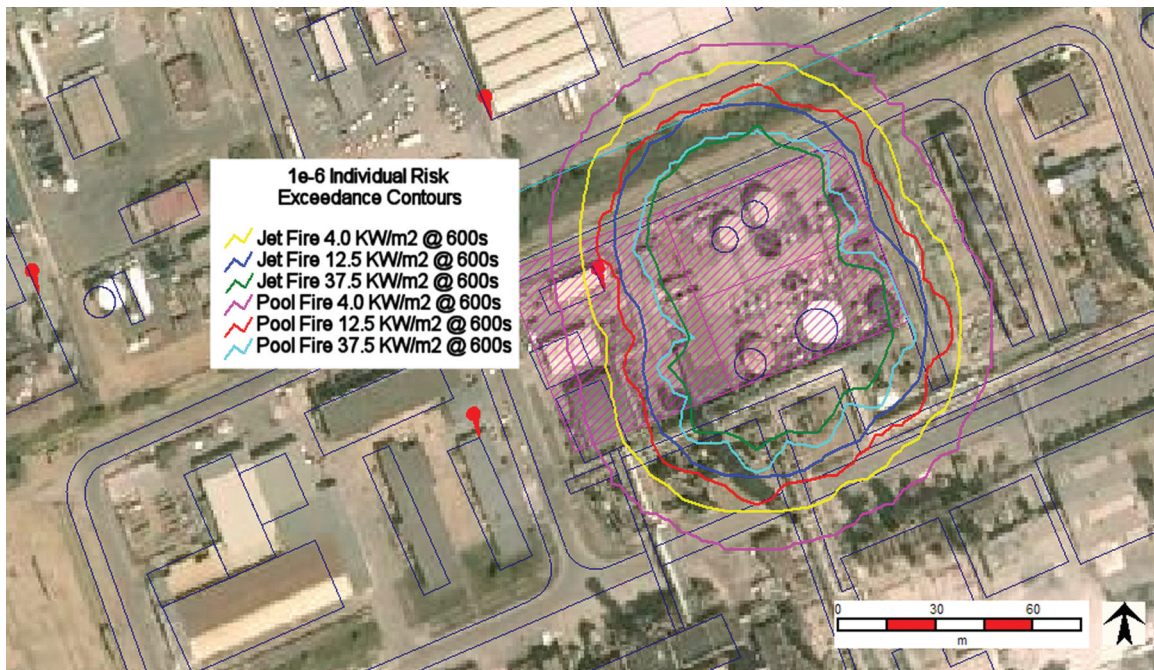 1e-6 Individual Risk
Exceedance Contours
Jet Fire 4.0 KW/m2 @ 600s
Jet Fire 12.5 KW/m2 @ 600s
Jet Fire 37.5 KW/m2 @ 600s
Pool Fire 4.0 KW/m2 @ 600s
Pool Fire 12.5 KW/m2 @ 600s
Pool Fire 37.5 KW/m2 @ 600s
0 30 60
m